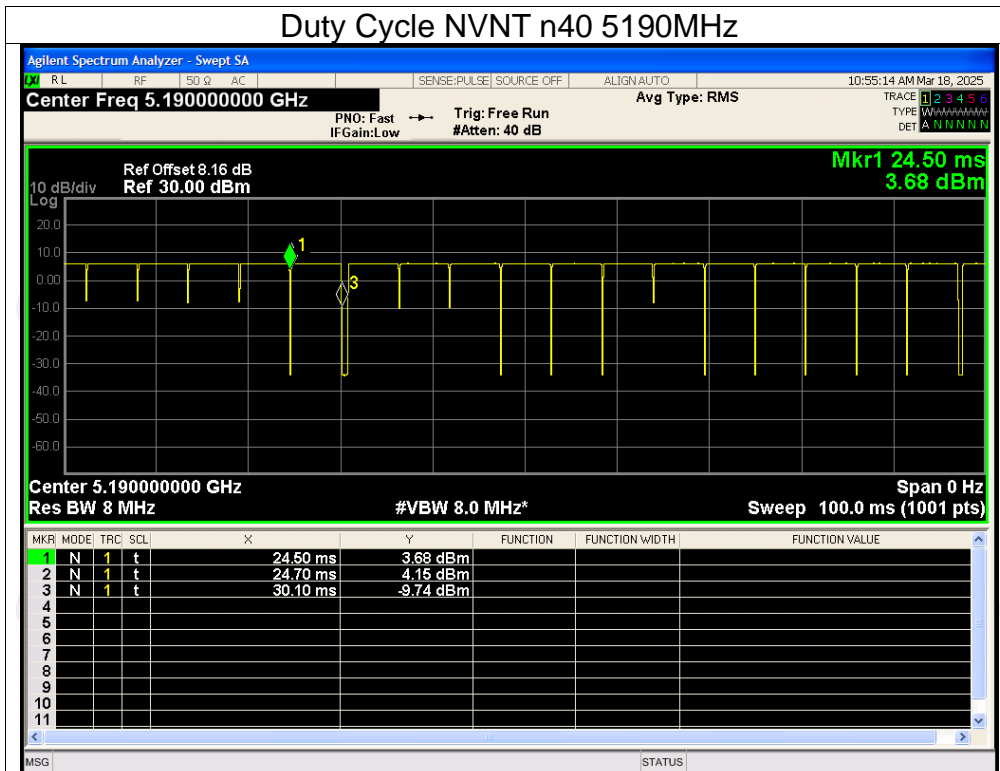 Duty Cycle NVNT n40 5190MHz
Agilent Spectrum Analyzer - Swept SA
LXI RL RF 50 Ω AC SENSE:PULSE SOURCE OFF ALIGN AUTO 10:55:14 AM Mar 18, 2025
Center Freq 5.190000000 GHz Avg Type: RMS TRACE 1 2 3 4 5 6
PNO: Fast Trig: Free Run TYPE WWWWWW
IFGain:Low #Atten: 40 dB DET A N N N N N
Mkr1 24.50 ms
Ref Offset 8.16 dB
10 dB/div Ref 30.00 dBm 3.68 dBm
Log
20.0
10.0
1
0.00
3
-10.0
-20.0
-30.0
-40.0
-50.0
-60.0
Center 5.190000000 GHz Span 0 Hz
Res BW 8 MHz #VBW 8.0 MHz* Sweep 100.0 ms (1001 pts)
MKR MODE TRC SCL X Y FUNCTION FUNCTION WIDTH FUNCTION VALUE
1 N 1 t 24.50 ms 3.68 dBm
2 N 1 t 24.70 ms 4.15 dBm
3 N 1 t 30.10 ms -9.74 dBm
4
5
6
7
8
9
10
11
MSG STATUS